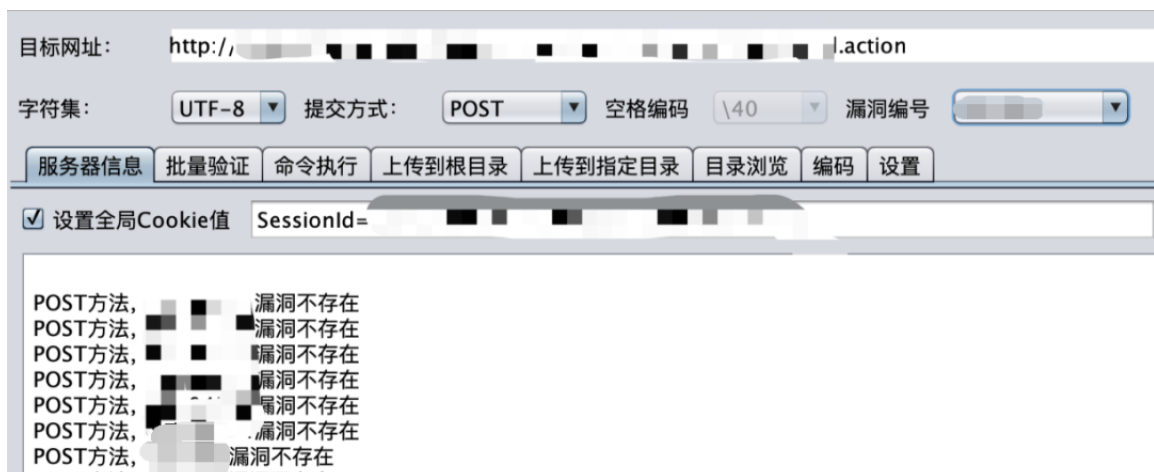 目标网址： http:// l.action
字符集： UTF-8 提交方式： POST 空格编码 \40 漏洞编号
服务器信息 批量验证 命令执行 上传到根目录 上传到指定目录 目录浏览 编码 设置
设置全局Cookie值 SessionId=
POST方法， 漏洞不存在
POST方法， 漏洞不存在
POST方法， 漏洞不存在
POST方法， 漏洞不存在
POST方法， 漏洞不存在
POST方法， 漏洞不存在
POST方法， 漏洞不存在